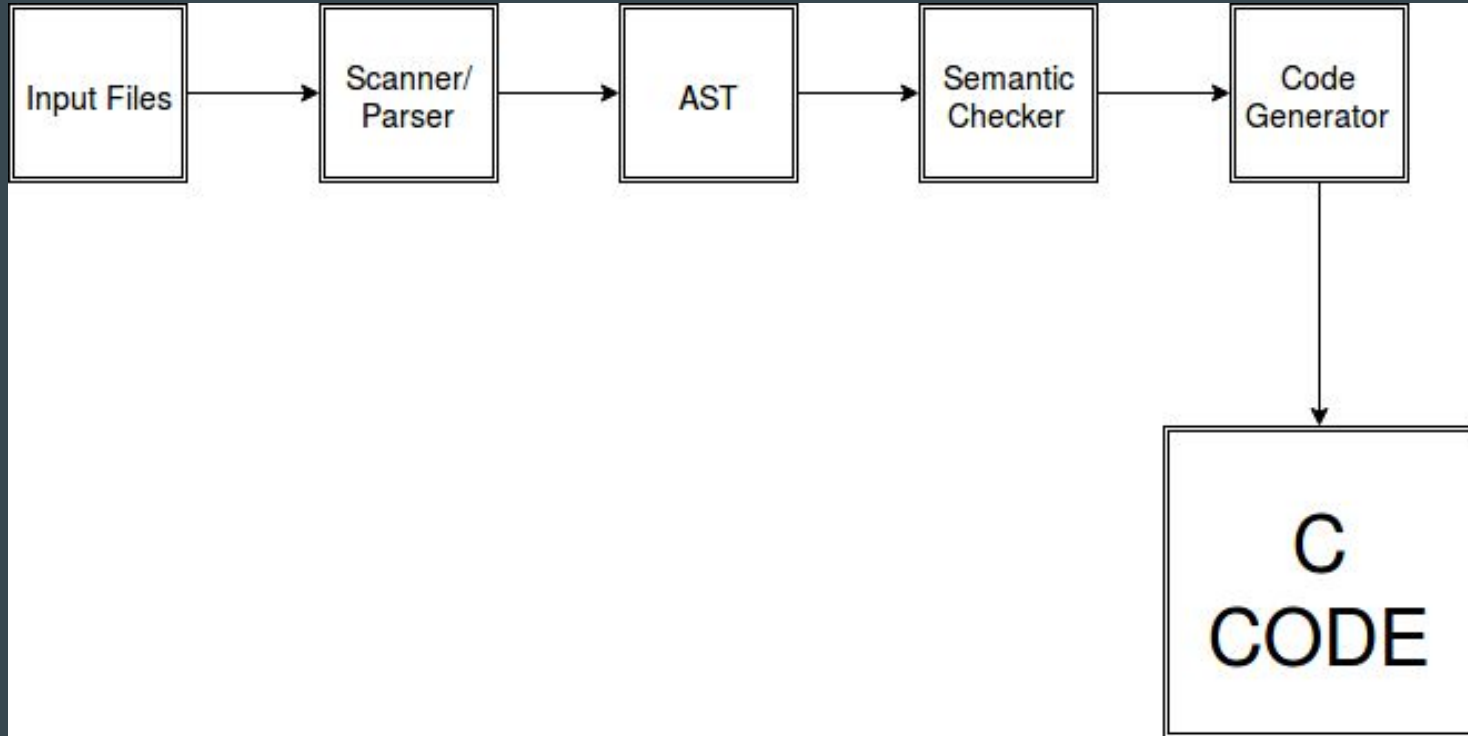 Input Files
Scanner/
Parser
AST
Semantic
Checker
Code
Generator
C
CODE